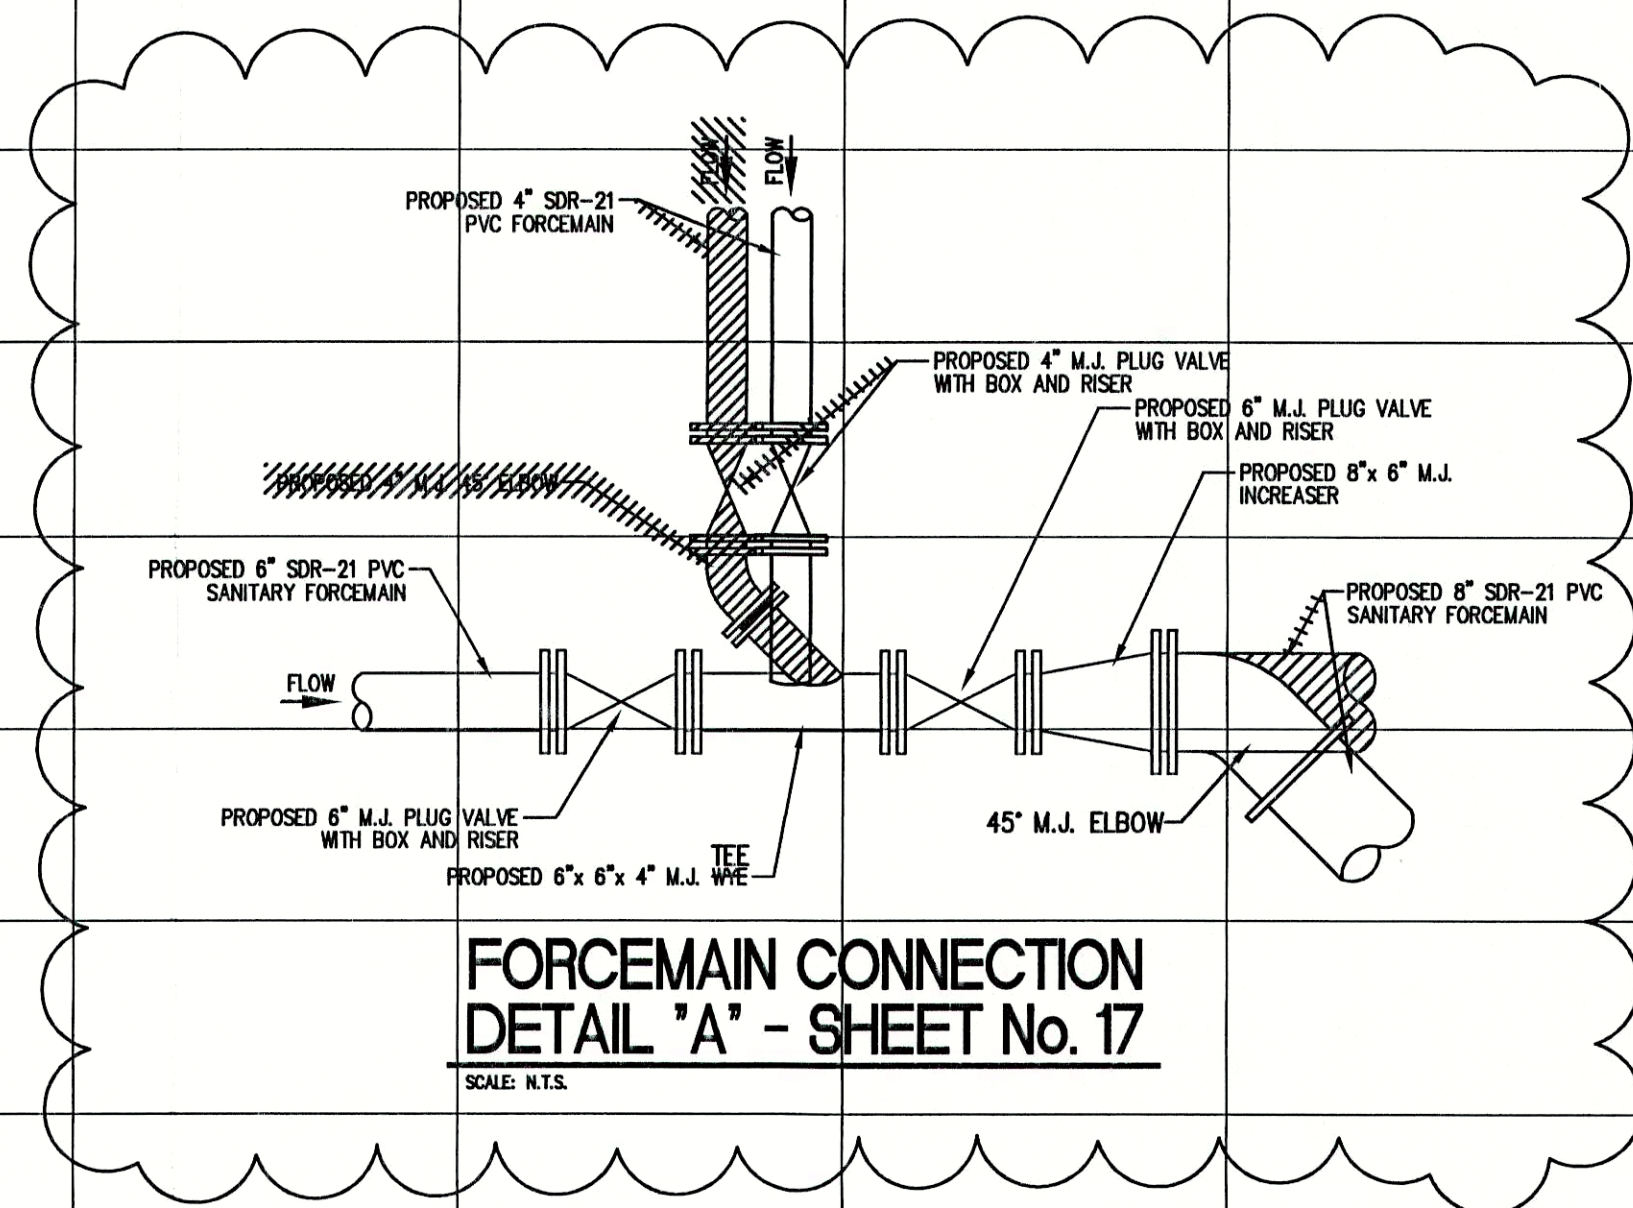 FLOW
FLOW
PROPOSED 4" SDR-21
PVC FORCEMAIN
PROPOSED 4" M.J. PLUG VALVE
WITH BOX AND RISER
PROPOSED 6" M.J. PLUG VALVE
WITH BOX AND RISER
PROPOSED 8"x 6" M.J.
INCREASER
PROPOSED 4" M.J. 45° ELBOW
PROPOSED 6" SDR-21 PVC
SANITARY FORCEMAIN
PROPOSED 8" SDR-21 PVC
SANITARY FORCEMAIN
FLOW
PROPOSED 6" M.J. PLUG VALVE
WITH BOX AND RISER
45° M.J. ELBOW
TEE
PROPOSED 6"x 6"x 4" M.J. WYE
FORCEMAIN CONNECTION
DETAIL "A" - SHEET No. 17
SCALE: N.T.S.